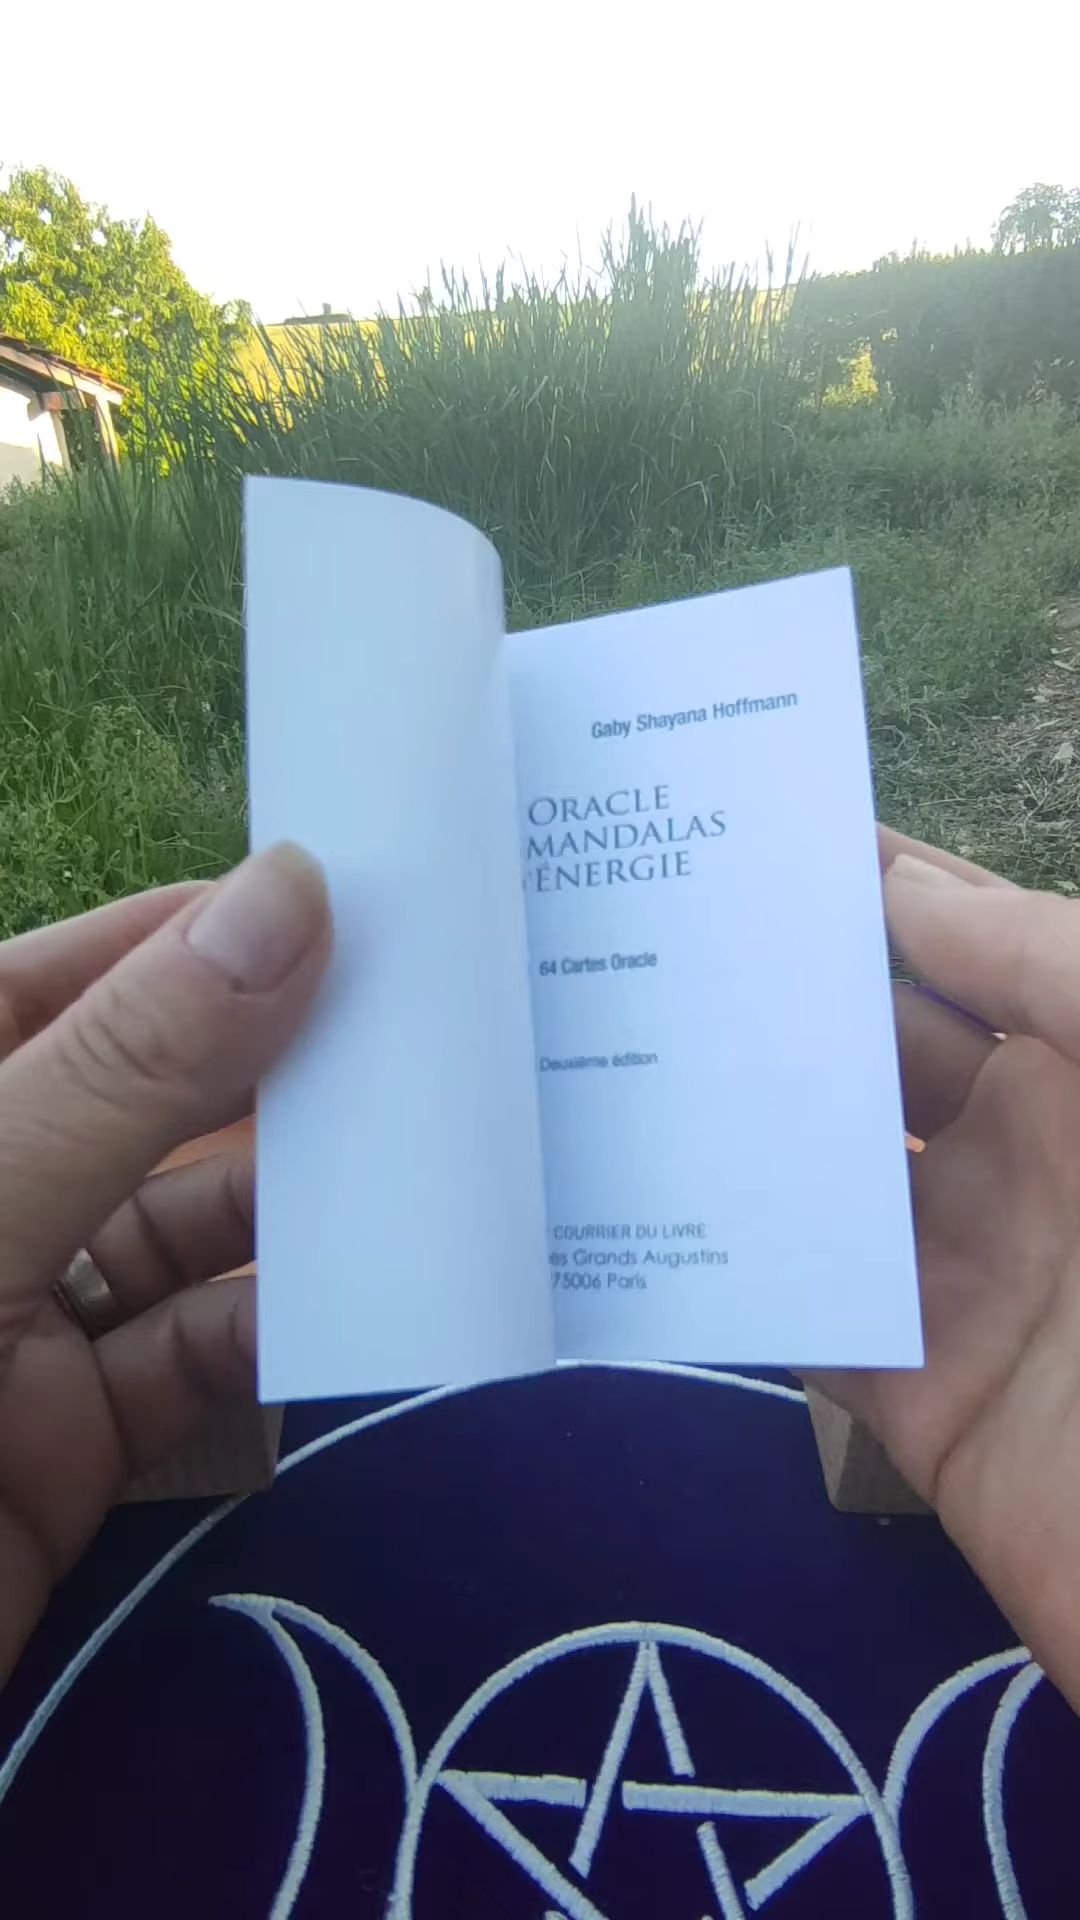 Gaby Shayana Hoffmann
ORACLE
MANDALAS
'ÉNERGIE
64 Cartes Oracle
Deuxième édition
COURRIER DU LIVRE
es Grands Augustins
75006 Paris